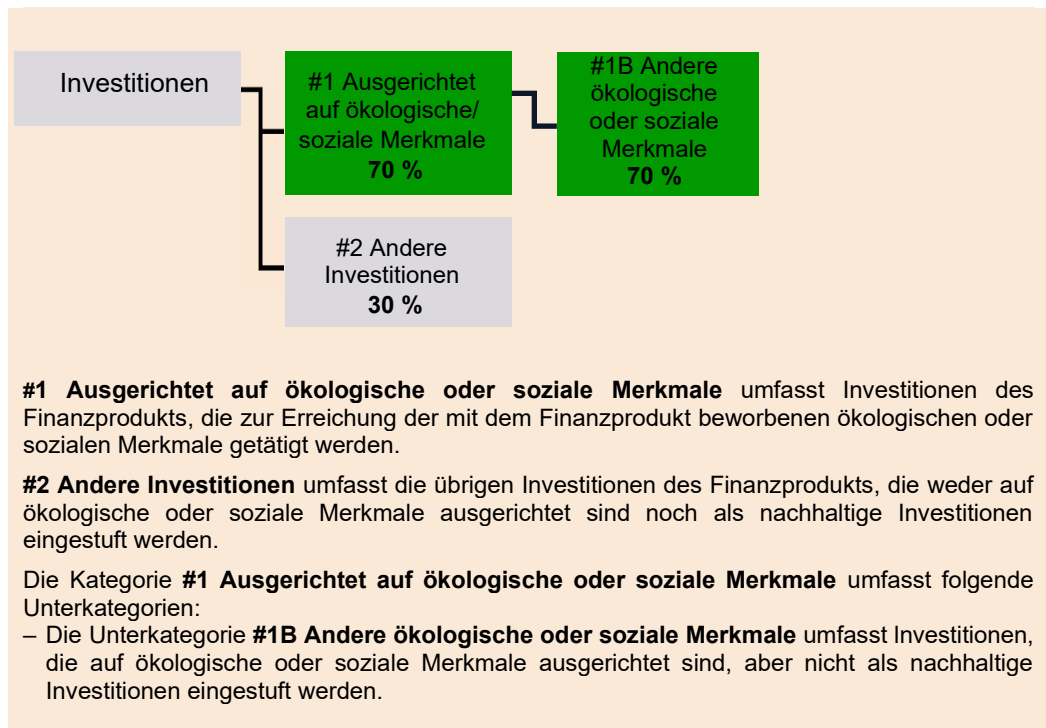 Investitionen
#1 Ausgerichtet
auf ökologische/
soziale Merkmale
70 %
#1B Andere
ökologische
oder soziale
Merkmale
70 %
#2 Andere
Investitionen
30 %
#1 Ausgerichtet auf ökologische oder soziale Merkmale umfasst Investitionen des
Finanzprodukts, die zur Erreichung der mit dem Finanzprodukt beworbenen ökologischen oder
sozialen Merkmale getätigt werden.
#2 Andere Investitionen umfasst die übrigen Investitionen des Finanzprodukts, die weder auf
ökologische oder soziale Merkmale ausgerichtet sind noch als nachhaltige Investitionen
eingestuft werden.
Die Kategorie #1 Ausgerichtet auf ökologische oder soziale Merkmale umfasst folgende
Unterkategorien:
– Die Unterkategorie #1B Andere ökologische oder soziale Merkmale umfasst Investitionen,
die auf ökologische oder soziale Merkmale ausgerichtet sind, aber nicht als nachhaltige
Investitionen eingestuft werden.